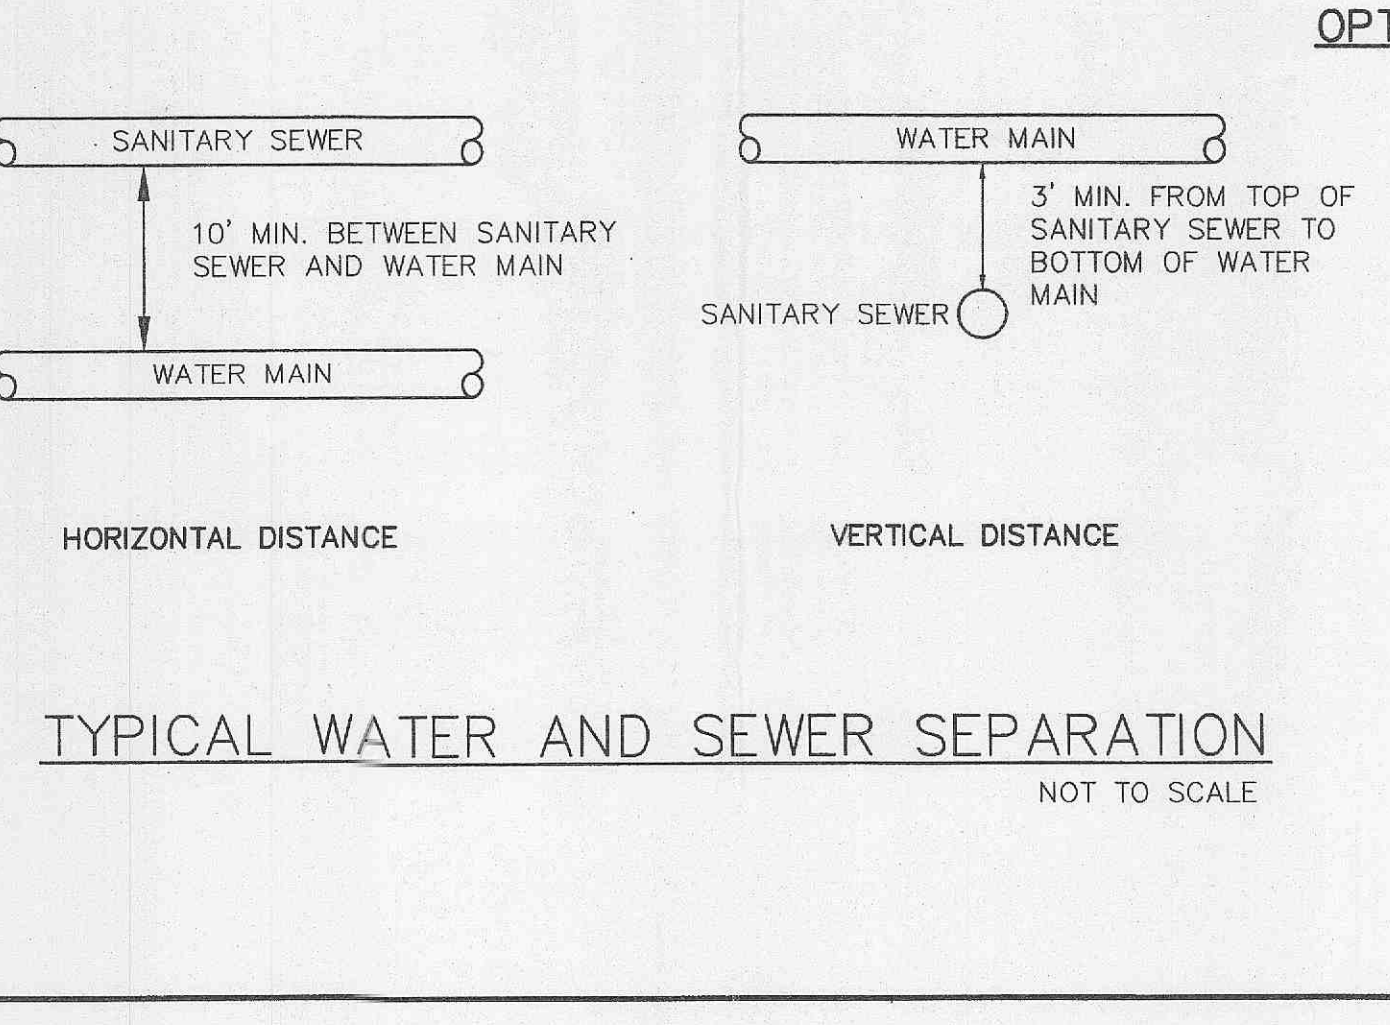 OPT
SANITARY SEWER
10' MIN. BETWEEN SANITARY
SEWER AND WATER MAIN
WATER MAIN
HORIZONTAL DISTANCE
WATER MAIN
3' MIN. FROM TOP OF
SANITARY SEWER TO
BOTTOM OF WATER
MAIN
SANITARY SEWER
VERTICAL DISTANCE
TYPICAL WATER AND SEWER SEPARATION
NOT TO SCALE